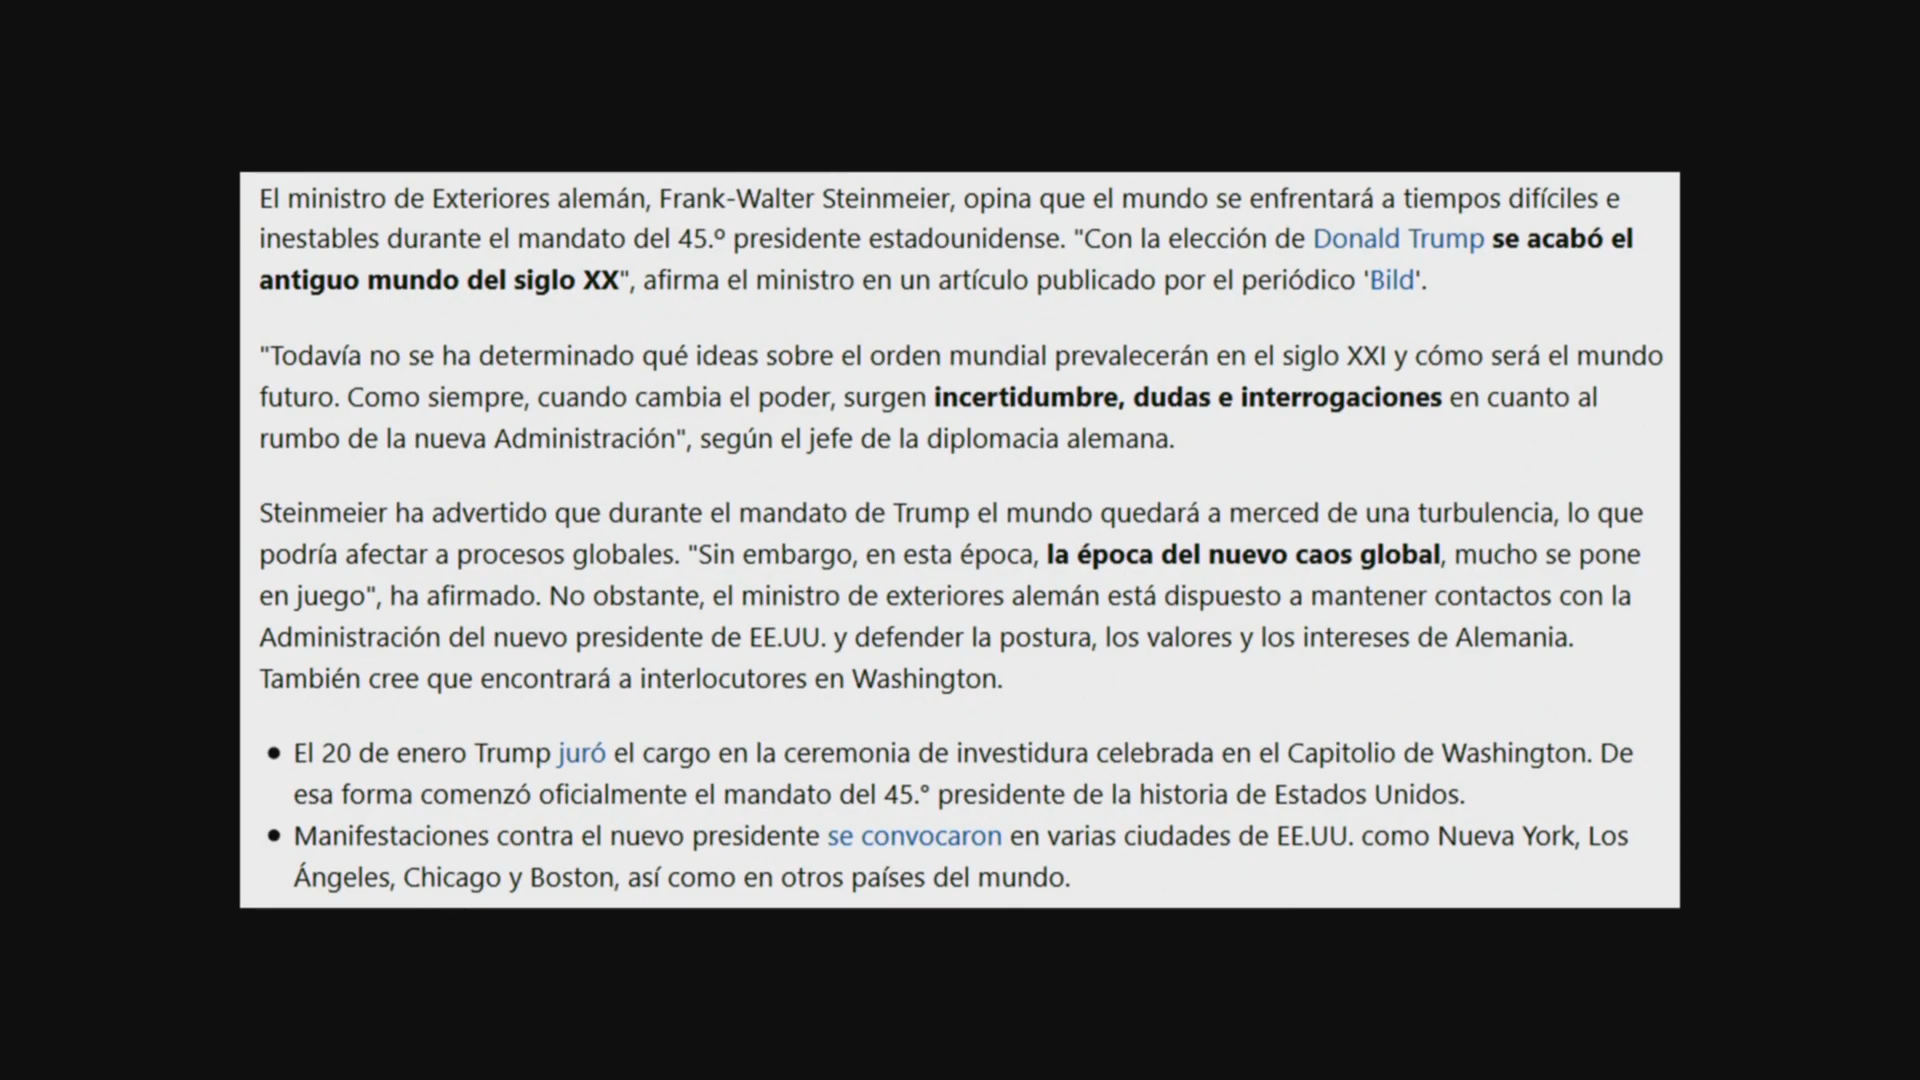 El ministro de Exteriores alemán, Frank-Walter Steinmeier, opina que el mundo se enfrentará a tiempos difíciles e
inestables durante el mandato del 45.º presidente estadounidense. "Con la elección de Donald Trump se acabó el
antiguo mundo del siglo XX", afirma el ministro en un artículo publicado por el periódico 'Bild'.
"Todavía no se ha determinado qué ideas sobre el orden mundial prevalecerán en el siglo XXI y cómo será el mundo
futuro. Como siempre, cuando cambia el poder, surgen incertidumbre, dudas e interrogaciones en cuanto al
rumbo de la nueva Administración", según el jefe de la diplomacia alemana.
Steinmeier ha advertido que durante el mandato de Trump el mundo quedará a merced de una turbulencia, lo que
podría afectar a procesos globales. "Sin embargo, en esta época, la época del nuevo caos global, mucho se pone
en juego", ha afirmado. No obstante, el ministro de exteriores alemán está dispuesto a mantener contactos con la
Administración del nuevo presidente de EE.UU. y defender la postura, los valores y los intereses de Alemania.
También cree que encontrará a interlocutores en Washington.
● El 20 de enero Trump juró el cargo en la ceremonia de investidura celebrada en el Capitolio de Washington. De
esa forma comenzó oficialmente el mandato del 45.° presidente de la historia de Estados Unidos.
● Manifestaciones contra el nuevo presidente se convocaron en varias ciudades de EE.UU. como Nueva York, Los
Ángeles, Chicago y Boston, así como en otros países del mundo.